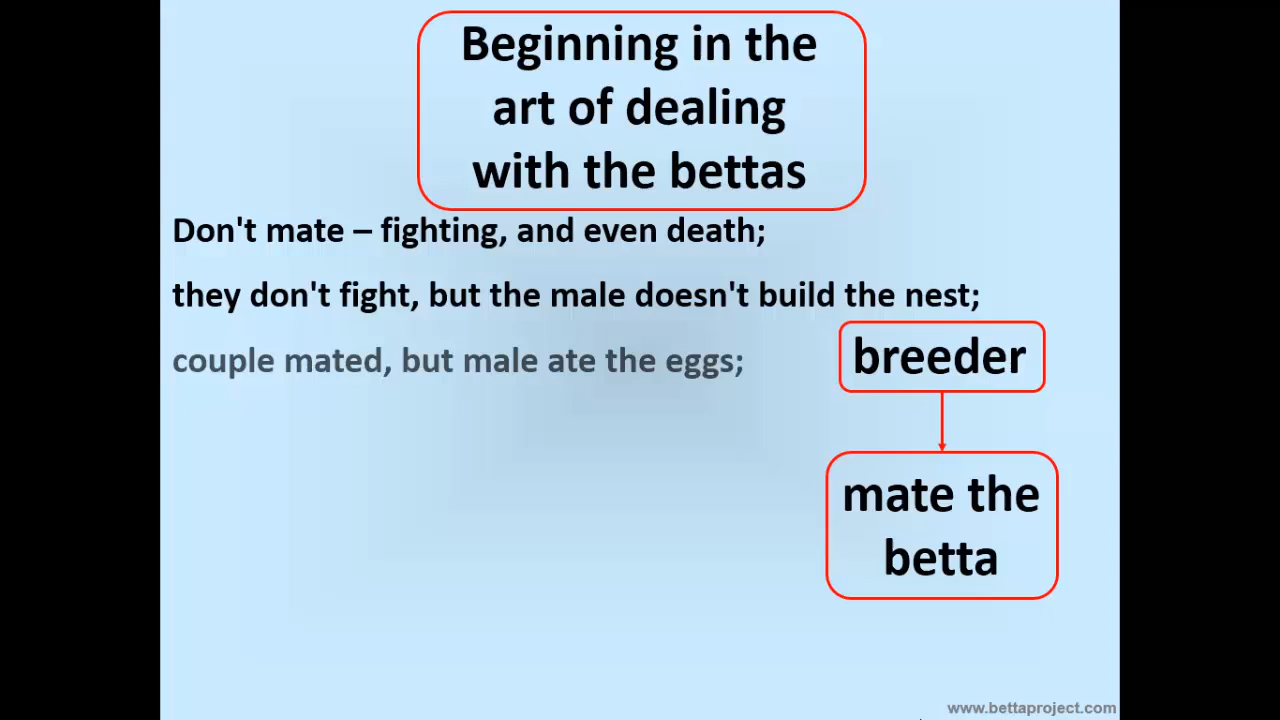 Beginning in the
art of dealing
with the bettas
Don't mate – fighting, and even death;
they don't fight, but the male doesn't build the nest;
couple mated, but male ate the eggs;
breeder
mate the
betta
www.bettaproject.com